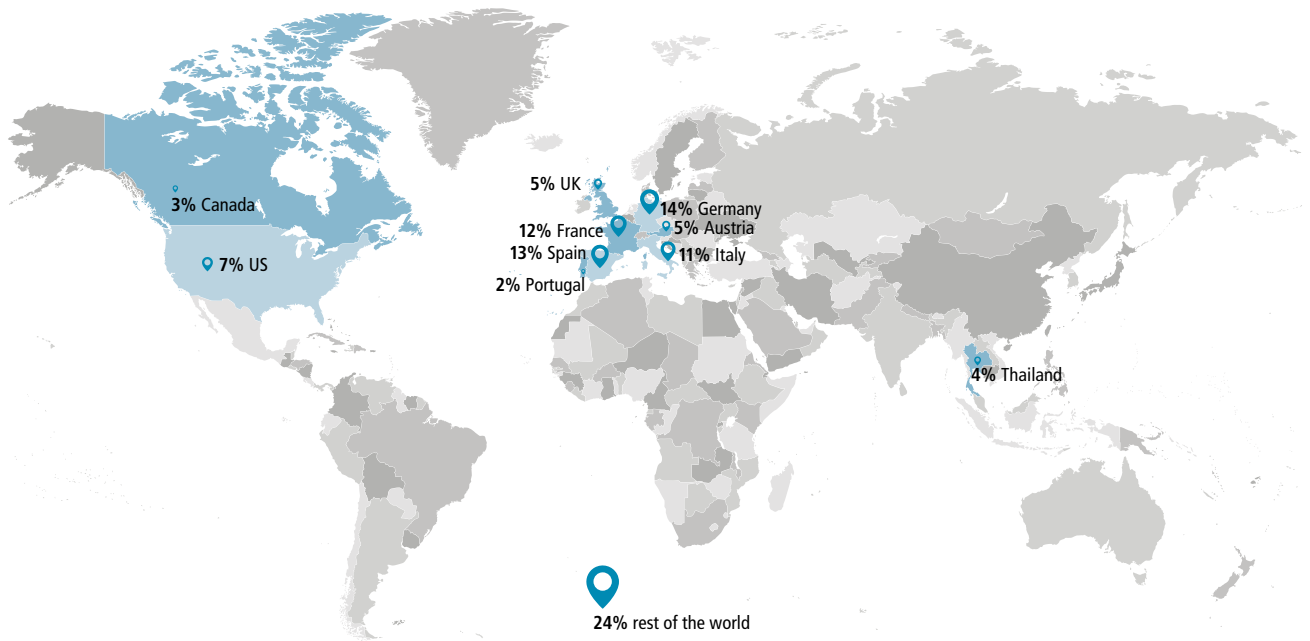 5% UK
3% Canada
14% Germany
12% France
5% Austria
13% Spain
11% Italy
7% US
2% Portugal
4% Thailand
24% rest of the world